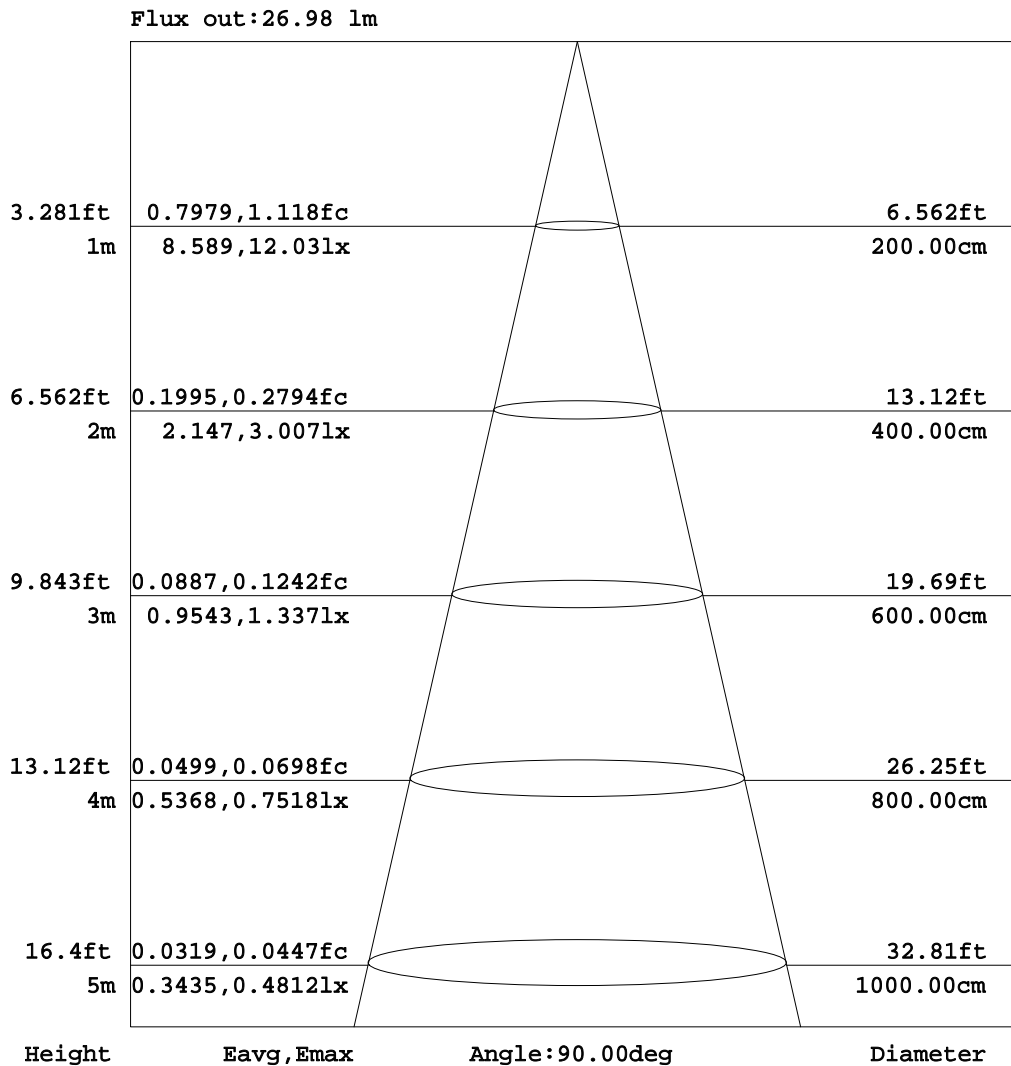 Flux out:26.98 lm
3.281ft 0.7979,1.118fc 6.562ft
1m 8.589,12.03lx 200.00cm
6.562ft 0.1995,0.2794fc 13.12ft
2m 2.147,3.007lx 400.00cm
9.843ft 0.0887,0.1242fc 19.69ft
3m 0.9543,1.337lx 600.00cm
13.12ft 0.0499,0.0698fc 26.25ft
4m 0.5368,0.7518lx 800.00cm
16.4ft 0.0319,0.0447fc 32.81ft
5m 0.3435,0.4812lx 1000.00cm
Height Eavg,Emax Angle:90.00deg Diameter